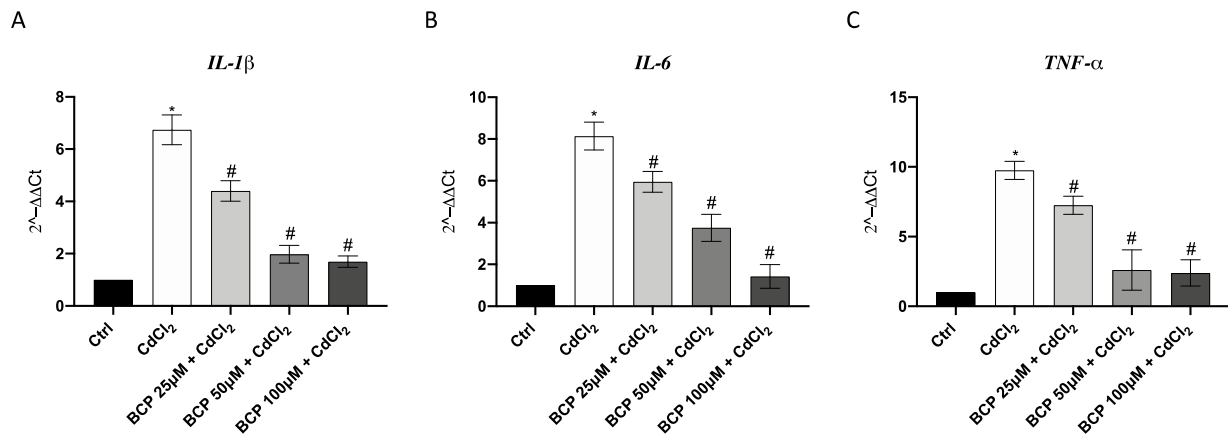 A
IL-1β
2^–ΔΔCt
8
6
4
2
0
*
#
#
#
Ctrl
CdCl₂
BCP 25μM + CdCl₂
BCP 50μM + CdCl₂
BCP 100μM + CdCl₂
B
IL-6
2^–ΔΔCt
10
8
6
4
2
0
*
#
#
#
Ctrl
CdCl₂
BCP 25μM + CdCl₂
BCP 50μM + CdCl₂
BCP 100μM + CdCl₂
C
TNF-α
2^–ΔΔCt
15
10
5
0
*
#
#
#
Ctrl
CdCl₂
BCP 25μM + CdCl₂
BCP 50μM + CdCl₂
BCP 100μM + CdCl₂